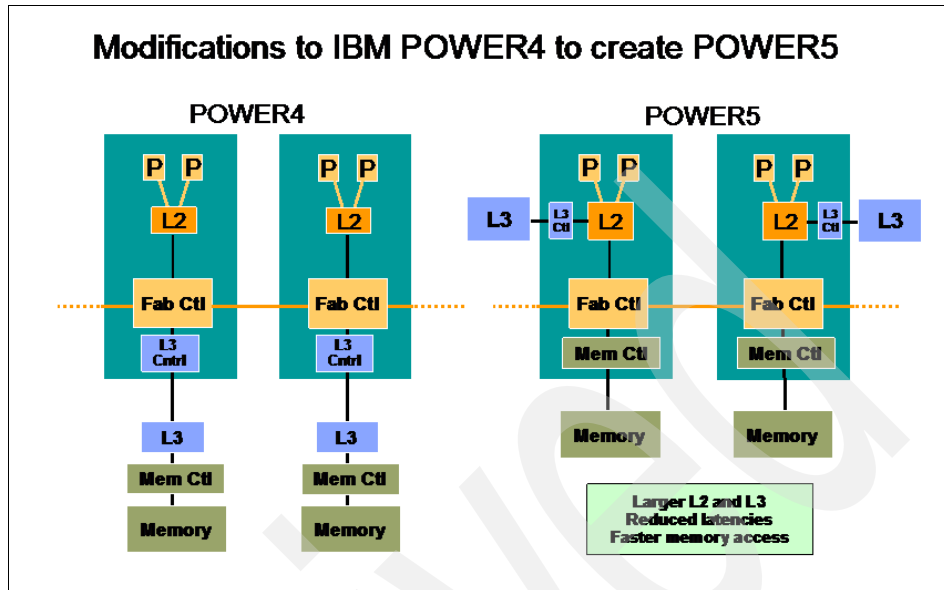 Modifications to IBM POWER4 to create POWER5
POWER4
P P
L2
Fab Ctl
L3
Cntrl
L3
Mem Ctl
Memory
P P
L2
Fab Ctl
L3
Cntrl
L3
Mem Ctl
Memory
POWER5
P P
L3
L3
Ctl
L2
Fab Ctl
Mem Ctl
Memory
P P
L2
L3
Ctl
L3
Fab Ctl
Mem Ctl
Memory
Larger L2 and L3
Reduced latencies
Faster memory access
ved